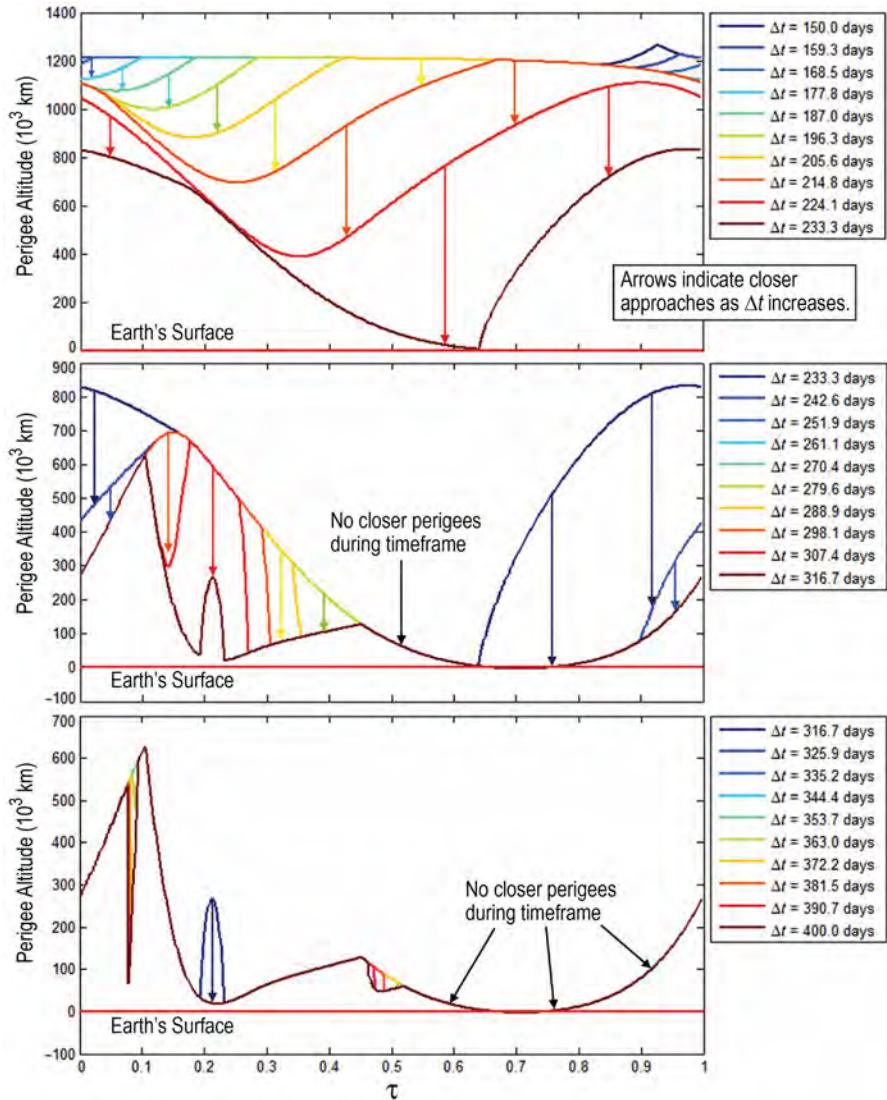 1400
1200
1000
800
600
400
200
0
Perigee Altitude (10³ km)
Earth's Surface
Δt = 150.0 days
Δt = 159.3 days
Δt = 168.5 days
Δt = 177.8 days
Δt = 187.0 days
Δt = 196.3 days
Δt = 205.6 days
Δt = 214.8 days
Δt = 224.1 days
Δt = 233.3 days
Arrows indicate closer
approaches as Δt increases.
900
800
700
600
500
400
300
200
100
0
–100
Perigee Altitude (10³ km)
No closer perigees
during timeframe
Earth's Surface
Δt = 233.3 days
Δt = 242.6 days
Δt = 251.9 days
Δt = 261.1 days
Δt = 270.4 days
Δt = 279.6 days
Δt = 288.9 days
Δt = 298.1 days
Δt = 307.4 days
Δt = 316.7 days
700
600
500
400
300
200
100
0
–100
Perigee Altitude (10³ km)
No closer perigees
during timeframe
Earth's Surface
Δt = 316.7 days
Δt = 325.9 days
Δt = 335.2 days
Δt = 344.4 days
Δt = 353.7 days
Δt = 363.0 days
Δt = 372.2 days
Δt = 381.5 days
Δt = 390.7 days
Δt = 400.0 days
0 0.1 0.2 0.3 0.4 0.5 0.6 0.7 0.8 0.9 1
τ